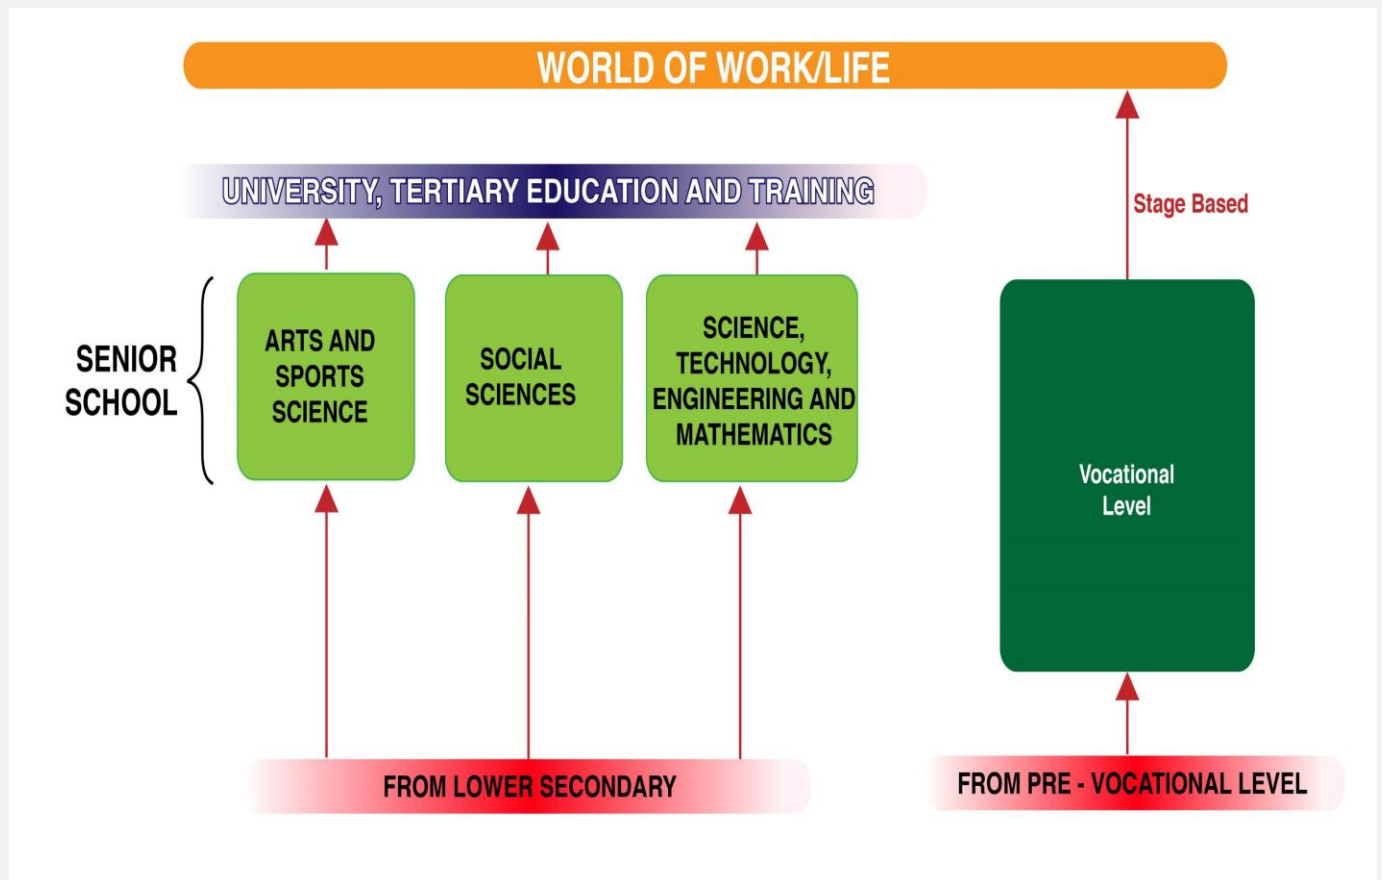 WORLD OF WORK/LIFE
UNIVERSITY, TERTIARY EDUCATION AND TRAINING
Stage Based
SENIOR
SCHOOL
ARTS AND
SPORTS
SCIENCE
SOCIAL
SCIENCES
SCIENCE,
TECHNOLOGY,
ENGINEERING AND
MATHEMATICS
Vocational
Level
FROM LOWER SECONDARY
FROM PRE - VOCATIONAL LEVEL